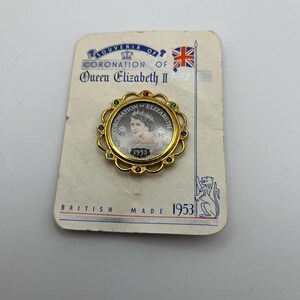 SOUVENIR OF
CORONATION OF
Queen Elizabeth II
CORONATION OF ELIZABETH
1953
BRITISH MADE 1953